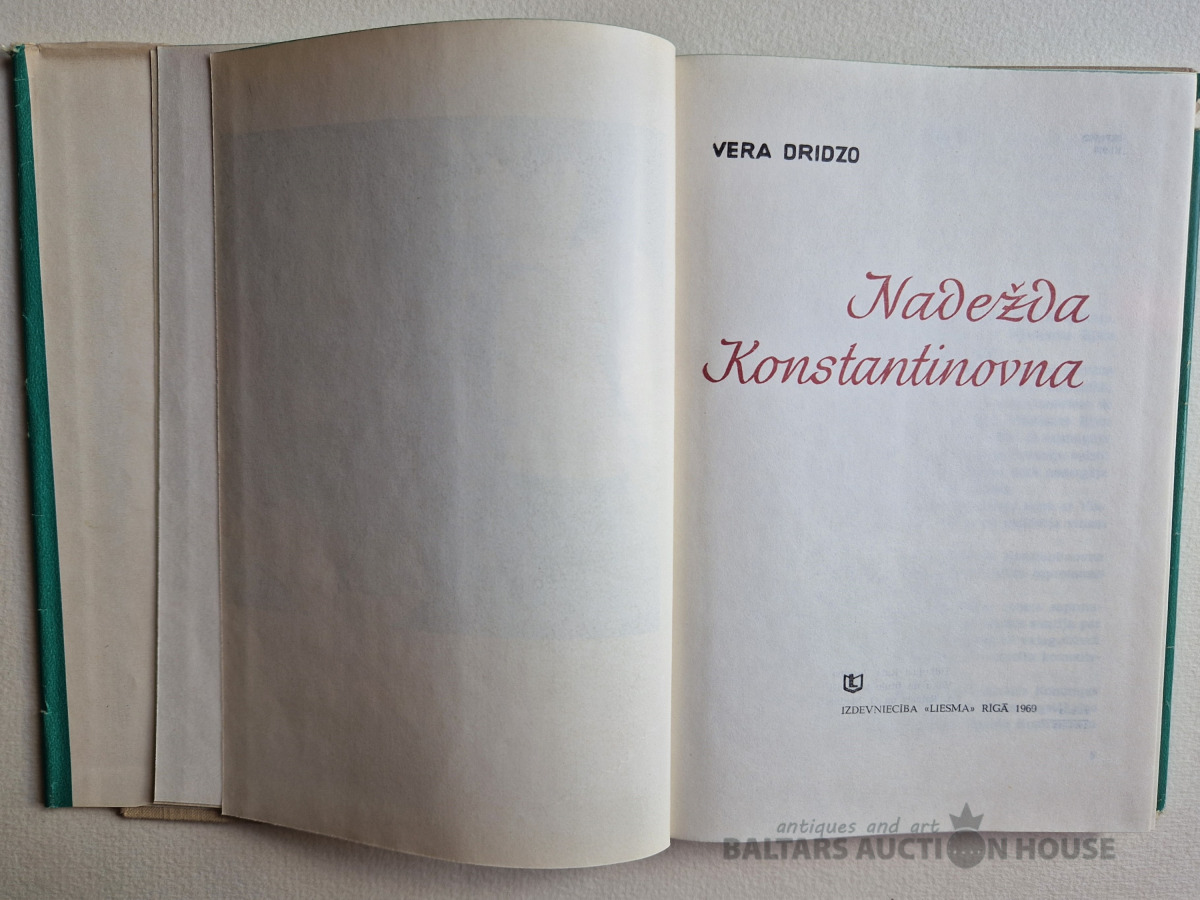 VERA DRIDZO
Nadežda
Konstantinovna
IZDEVNIECĪBA «LIESMA» RĪGĀ 1969
antiques and art
BALTARS AUCTION HOUSE